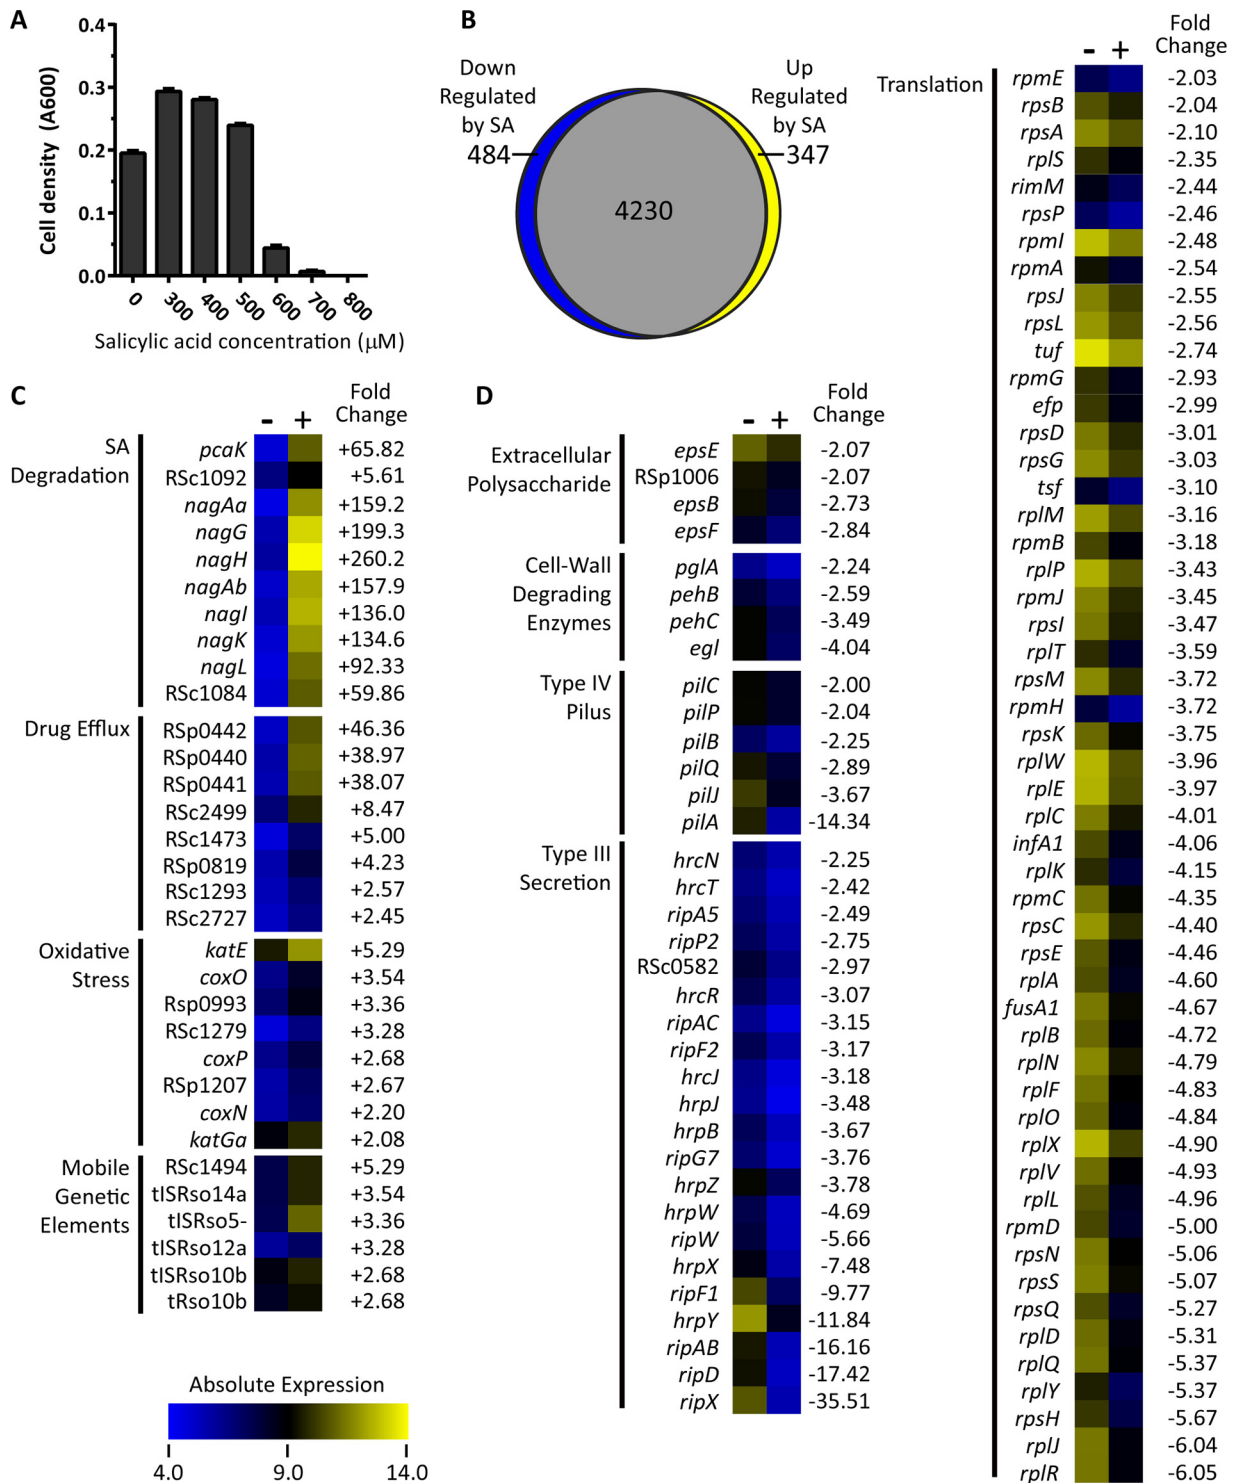 A
0.4
0.3
0.2
0.1
0.0
Cell density (A600)
0 300 400 500 600 700 800
Salicylic acid concentration (µM)
B
Down
Regulated
by SA
484
4230
Up
Regulated
by SA
347
C
Fold
Change
- +
SA
Degradation
pcaK +65.82
RSc1092 +5.61
nagAa +159.2
nagG +199.3
nagH +260.2
nagAb +157.9
nagI +136.0
nagK +134.6
nagL +92.33
RSc1084 +59.86
Drug Efflux
RSp0442 +46.36
RSp0440 +38.97
RSp0441 +38.07
RSc2499 +8.47
RSc1473 +5.00
RSp0819 +4.23
RSc1293 +2.57
RSc2727 +2.45
Oxidative
Stress
katE +5.29
coxO +3.54
Rsp0993 +3.36
RSc1279 +3.28
coxP +2.68
RSp1207 +2.67
coxN +2.20
katGa +2.08
Mobile
Genetic
Elements
RSc1494 +5.29
tISRso14a +3.54
tISRso5- +3.36
tISRso12a +3.28
tISRso10b +2.68
tRso10b +2.68
Absolute Expression
4.0 9.0 14.0
D
Fold
Change
- +
Extracellular
Polysaccharide
epsE -2.07
RSp1006 -2.07
epsB -2.73
epsF -2.84
Cell-Wall
Degrading
Enzymes
pglA -2.24
pehB -2.59
pehC -3.49
egl -4.04
Type IV
Pilus
pilC -2.00
pilP -2.04
pilB -2.25
pilQ -2.89
pilJ -3.67
pilA -14.34
Type III
Secretion
hrcN -2.25
hrcT -2.42
ripA5 -2.49
ripP2 -2.75
RSc0582 -2.97
hrcR -3.07
ripAC -3.15
ripF2 -3.17
hrcJ -3.18
hrpJ -3.48
hrpB -3.67
ripG7 -3.76
hrpZ -3.78
hrpW -4.69
ripW -5.66
hrpX -7.48
ripF1 -9.77
hrpY -11.84
ripAB -16.16
ripD -17.42
ripX -35.51
Fold
Change
- +
Translation
rpmE -2.03
rpsB -2.04
rpsA -2.10
rplS -2.35
rimM -2.44
rpsP -2.46
rpmI -2.48
rpmA -2.54
rpsJ -2.55
rpsL -2.56
tuf -2.74
rpmG -2.93
efp -2.99
rpsD -3.01
rpsG -3.03
tsf -3.10
rplM -3.16
rpmB -3.18
rplP -3.43
rpmJ -3.45
rpsI -3.47
rplT -3.59
rpsM -3.72
rpmH -3.72
rpsK -3.75
rplW -3.96
rplE -3.97
rplC -4.01
infA1 -4.06
rplK -4.15
rpmC -4.35
rpsC -4.40
rpsE -4.46
rplA -4.60
fusA1 -4.67
rplB -4.72
rplN -4.79
rplF -4.83
rplO -4.84
rplX -4.90
rplV -4.93
rplL -4.96
rpmD -5.00
rpsN -5.06
rpsS -5.07
rpsQ -5.27
rplD -5.31
rplQ -5.37
rplY -5.37
rpsH -5.67
rplJ -6.04
rplR -6.05